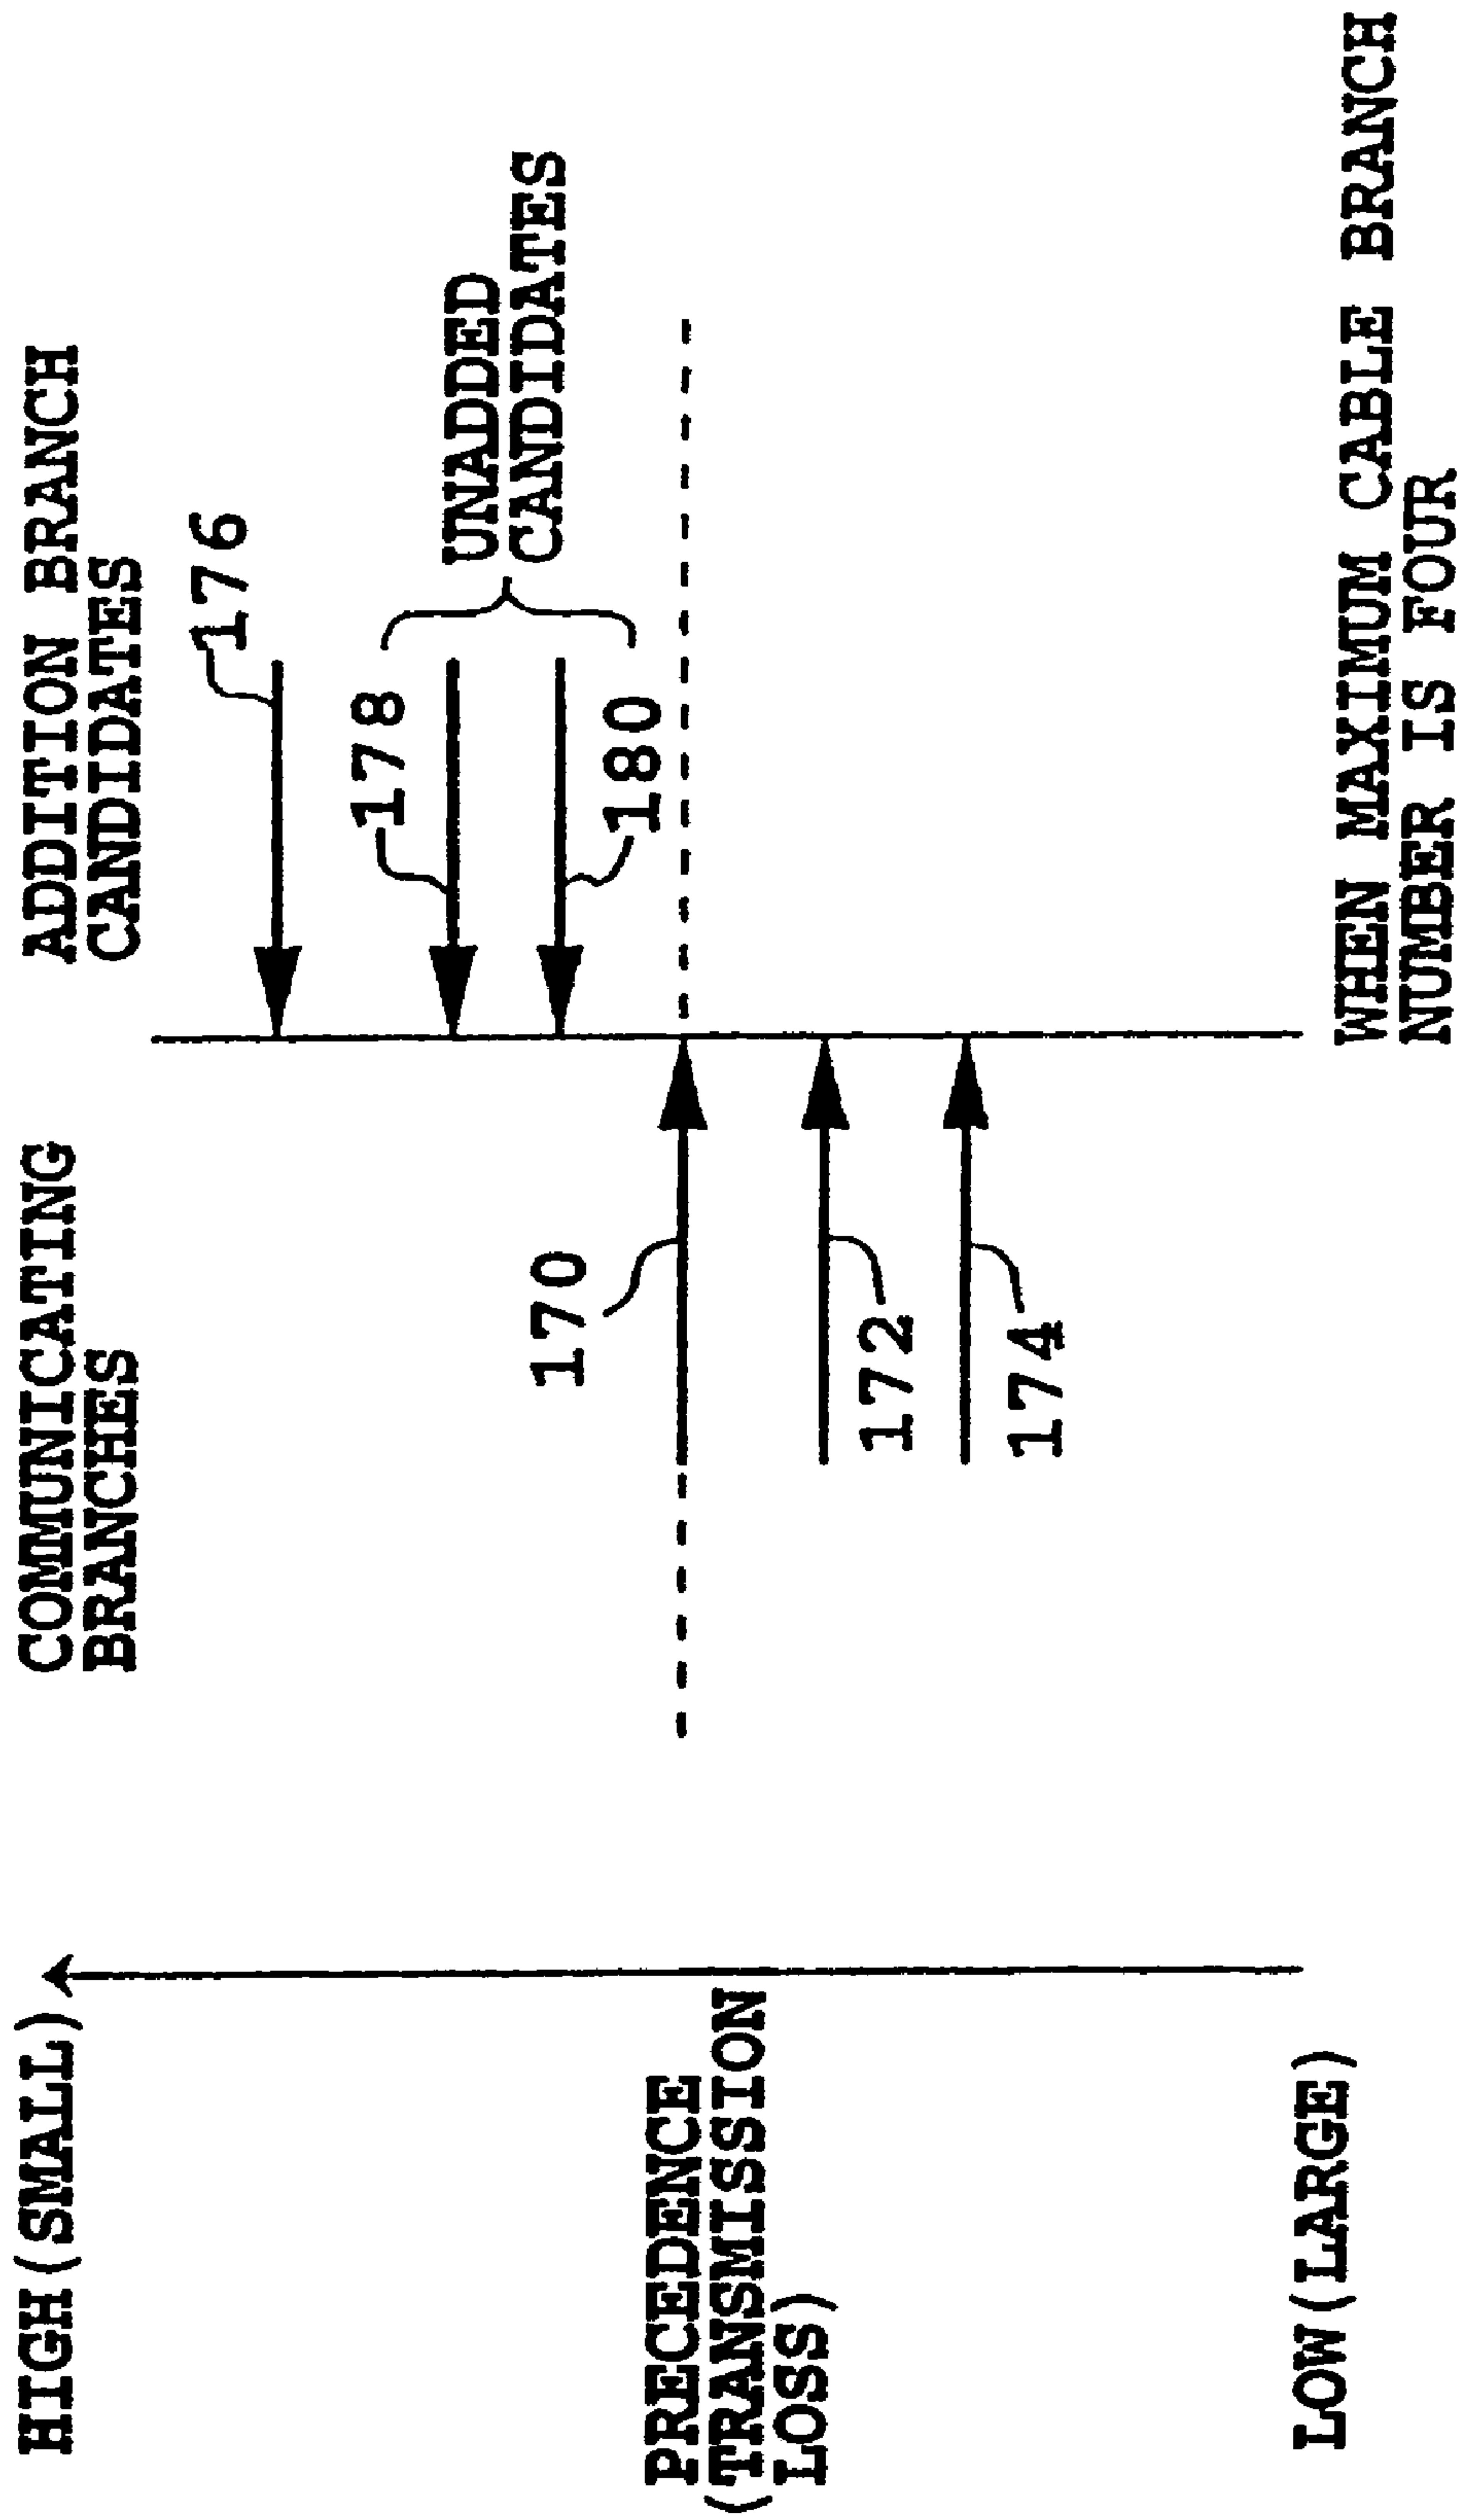 HIGH(SMALL)
PRECEDENCE
(TRANSMISSION
LOSS)
LOW(LARGE)
COMMUNICATING
BRANCHES
170
172
174
ADDITION BRANCH
CANDIDATES
176
178
180
UNADDED
CANDIDATES
WHEN MAXIMUM CABLE BRANCH
NUMBER IS FOUR